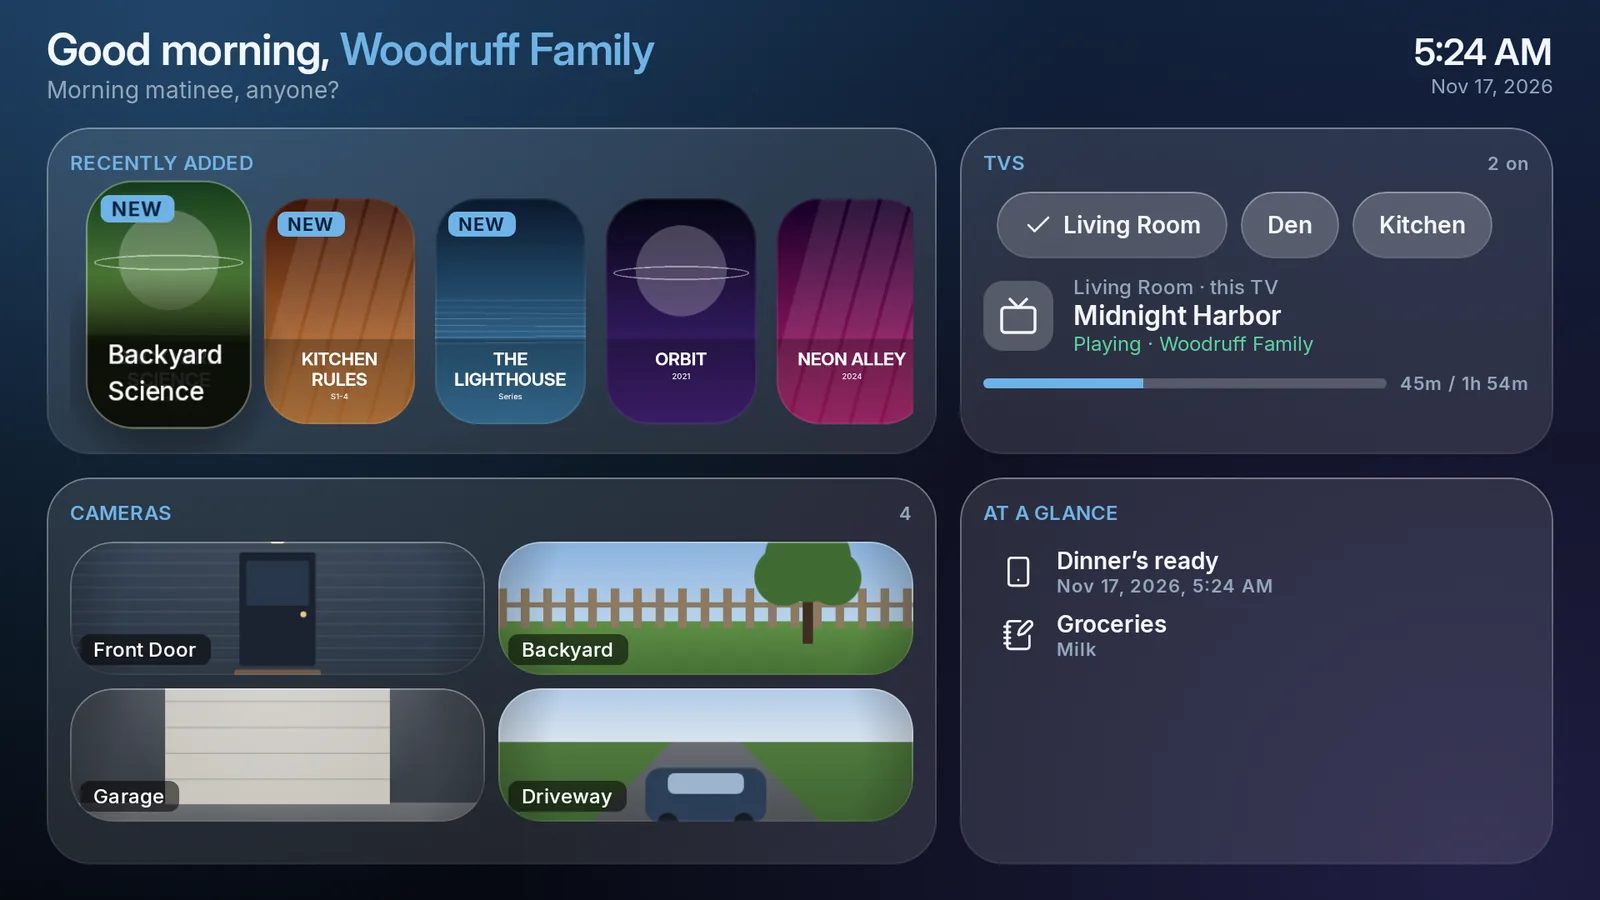 Good morning, Woodruff Family
Morning matinee, anyone?
5:24 AM
Nov 17, 2026
RECENTLY ADDED
NEW
Backyard
Science
SCIENCE
NEW
KITCHEN
RULES
S1-4
NEW
THE
LIGHTHOUSE
Series
ORBIT
2021
NEON ALLEY
2024
TVS
2 on
Living Room
Den
Kitchen
Living Room · this TV
Midnight Harbor
Playing · Woodruff Family
45m / 1h 54m
CAMERAS
4
Front Door
Backyard
Garage
Driveway
AT A GLANCE
Dinner’s ready
Nov 17, 2026, 5:24 AM
Groceries
Milk